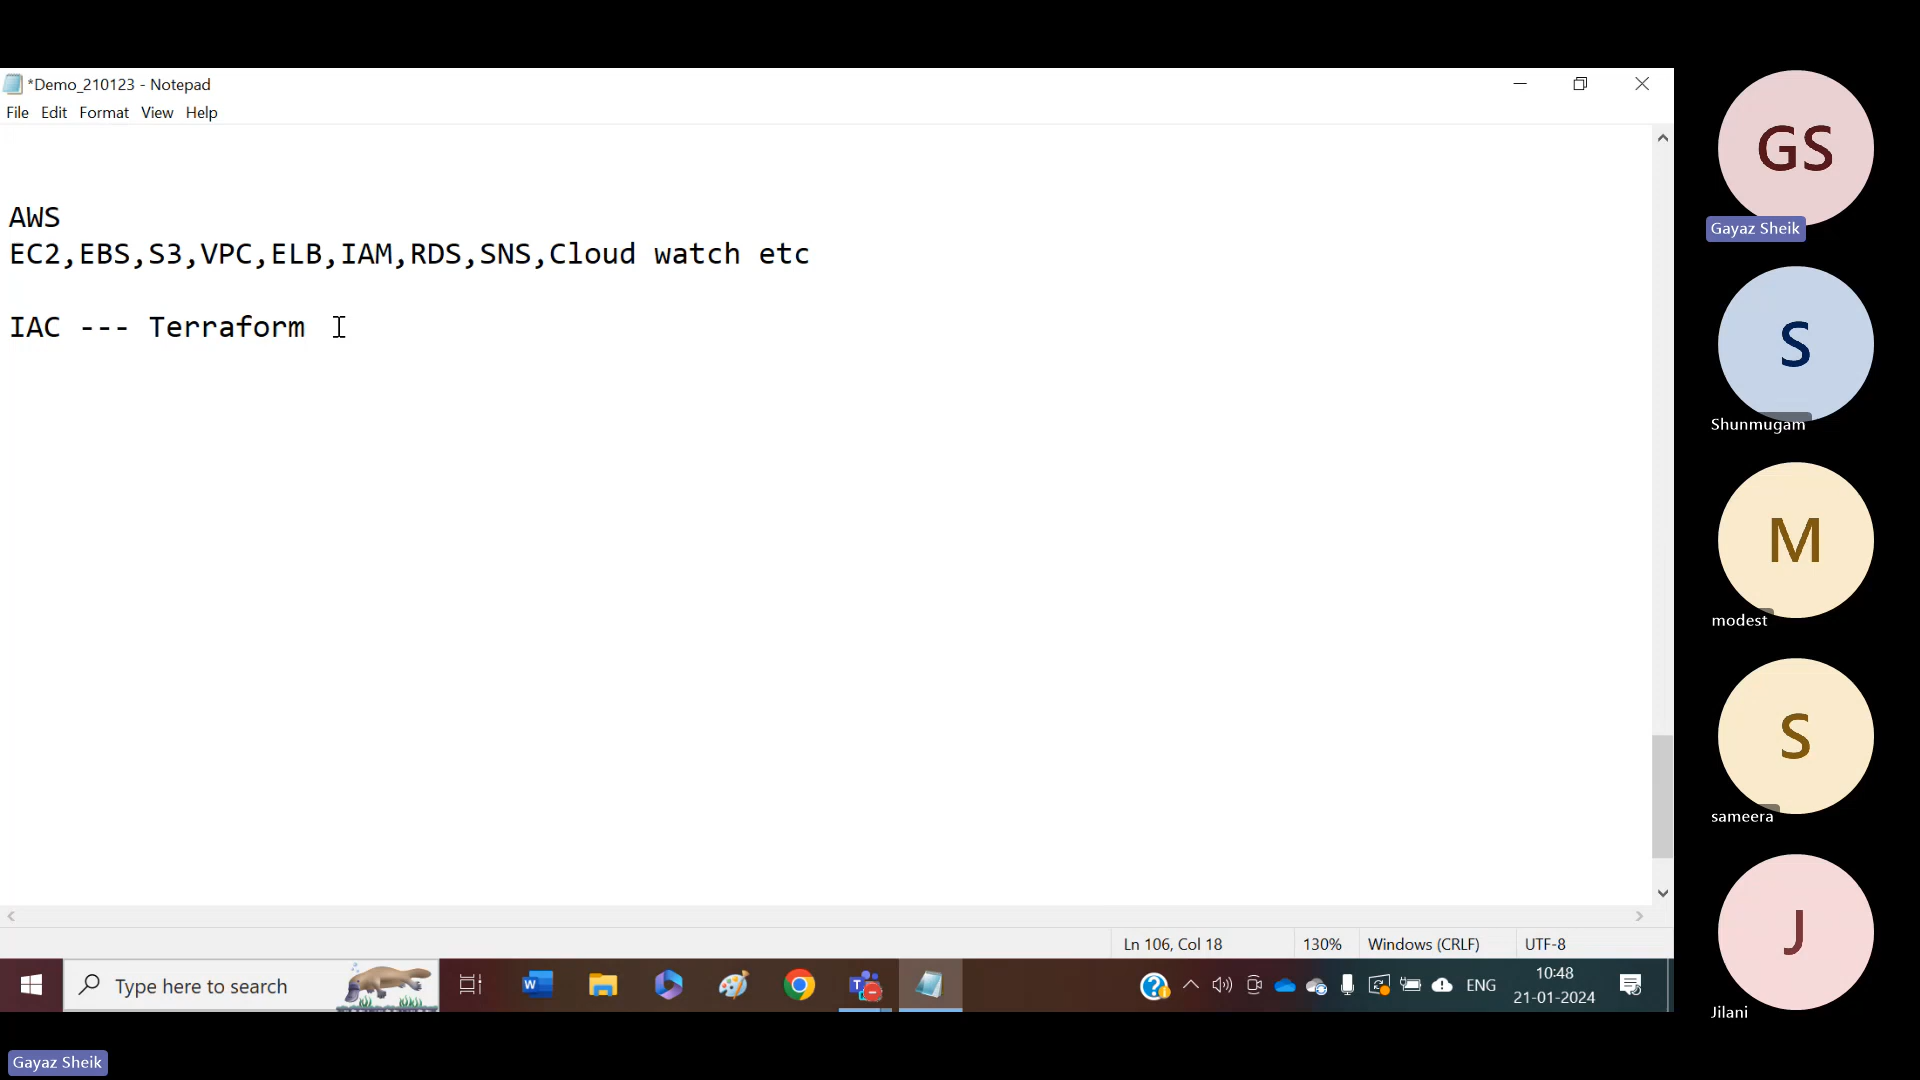 *Demo_210123 - Notepad
File Edit Format View Help
AWS
EC2,EBS,S3,VPC,ELB,IAM,RDS,SNS,Cloud watch etc
IAC --- Terraform
Ln 106, Col 18 130% Windows (CRLF) UTF-8
Type here to search
ENG
10:48
21-01-2024
GS
Gayaz Sheik
S
Shunmugam
M
modest
S
sameera
J
Jilani
Gayaz Sheik